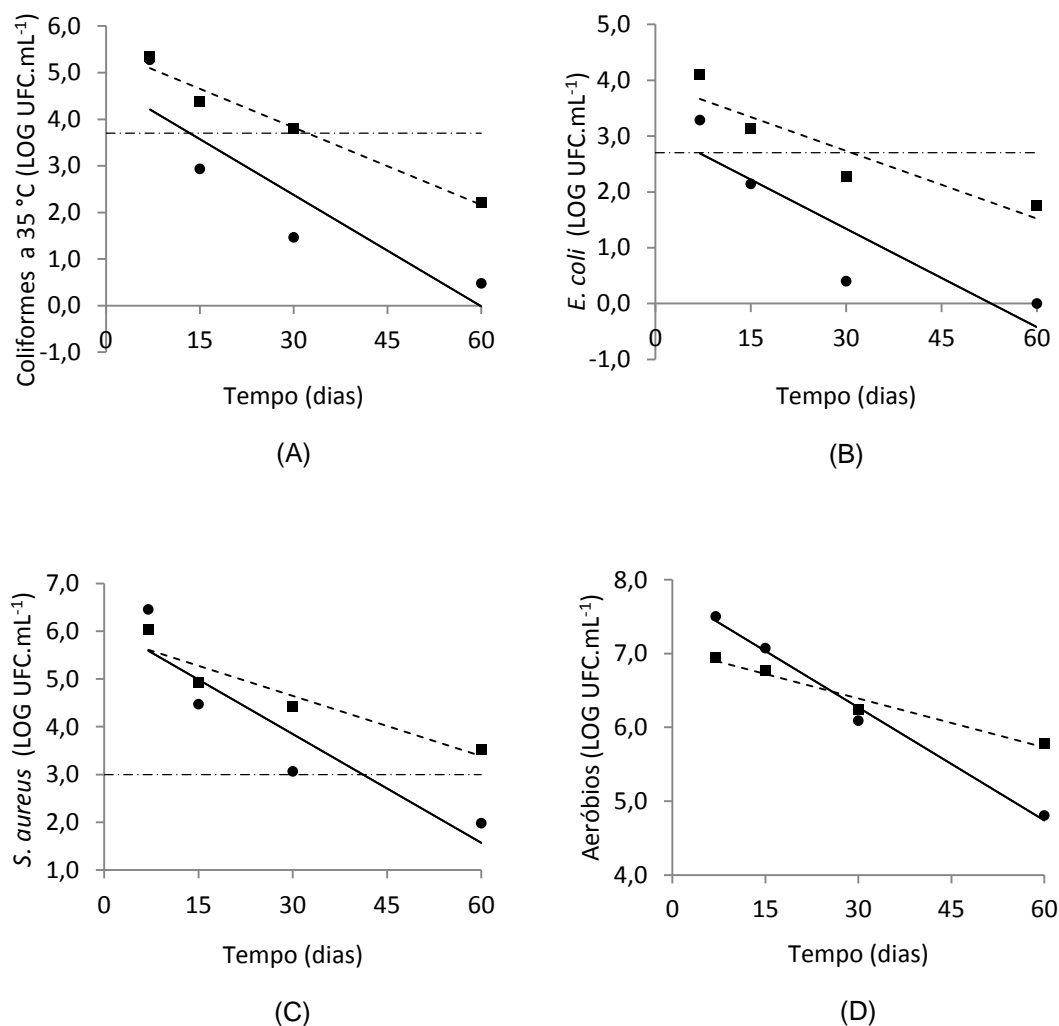 Coliformes a 35 °C (LOG UFC.mL⁻¹)
6,0
5,0
4,0
3,0
2,0
1,0
0,0
-1,0
0 15 30 45 60
Tempo (dias)
(A)
E. coli (LOG UFC.mL⁻¹)
5,0
4,0
3,0
2,0
1,0
0,0
-1,0
0 15 30 45 60
Tempo (dias)
(B)
S. aureus (LOG UFC.mL⁻¹)
7,0
6,0
5,0
4,0
3,0
2,0
1,0
0 15 30 45 60
Tempo (dias)
(C)
Aeróbios (LOG UFC.mL⁻¹)
8,0
7,0
6,0
5,0
4,0
0 15 30 45 60
Tempo (dias)
(D)